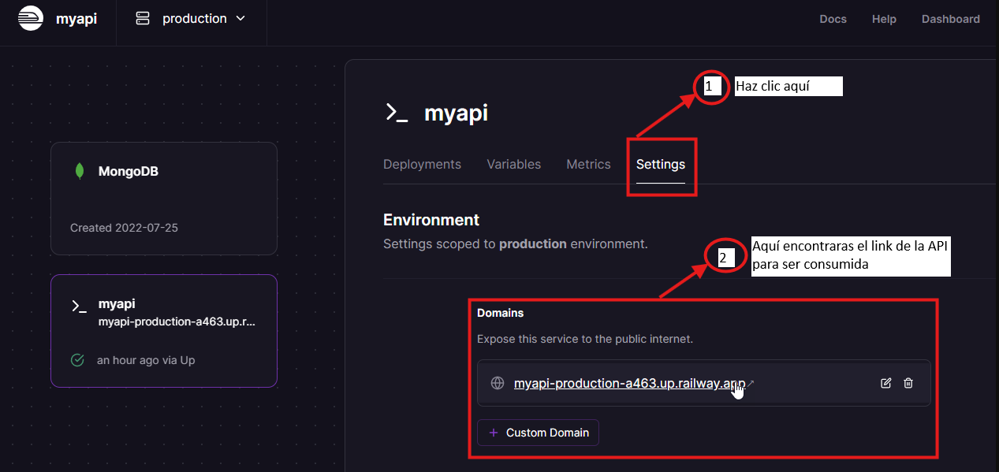 myapi
production
Docs Help Dashboard
1
Haz clic aquí
myapi
Deployments Variables Metrics Settings
MongoDB
Created 2022-07-25
Environment
Settings scoped to production environment.
2
Aquí encontraras el link de la API
para ser consumida
myapi
myapi-production-a463.up.r...
an hour ago via Up
Domains
Expose this service to the public internet.
myapi-production-a463.up.railway.app
+ Custom Domain